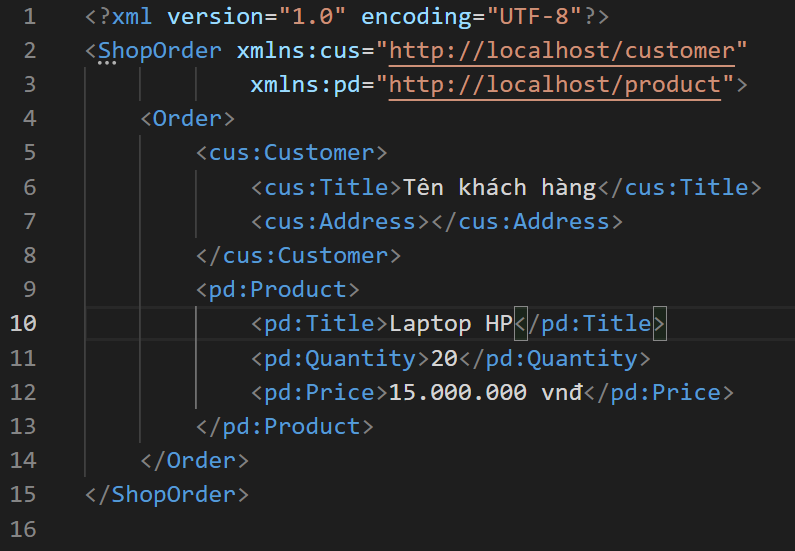 1 <?xml version="1.0" encoding="UTF-8"?>
2 <ShopOrder xmlns:cus="http://localhost/customer"
3             xmlns:pd="http://localhost/product">
4     <Order>
5         <cus:Customer>
6             <cus:Title>Tên khách hàng</cus:Title>
7             <cus:Address></cus:Address>
8         </cus:Customer>
9         <pd:Product>
10             <pd:Title>Laptop HP</pd:Title>
11             <pd:Quantity>20</pd:Quantity>
12             <pd:Price>15.000.000 vnđ</pd:Price>
13         </pd:Product>
14     </Order>
15 </ShopOrder>
16